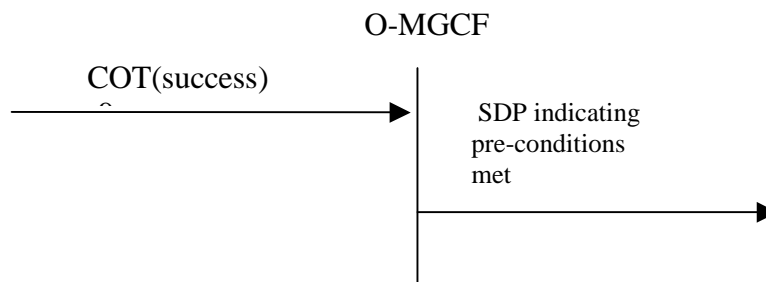 O-MGCF
COT(success)
SDP indicating
pre-conditions
met